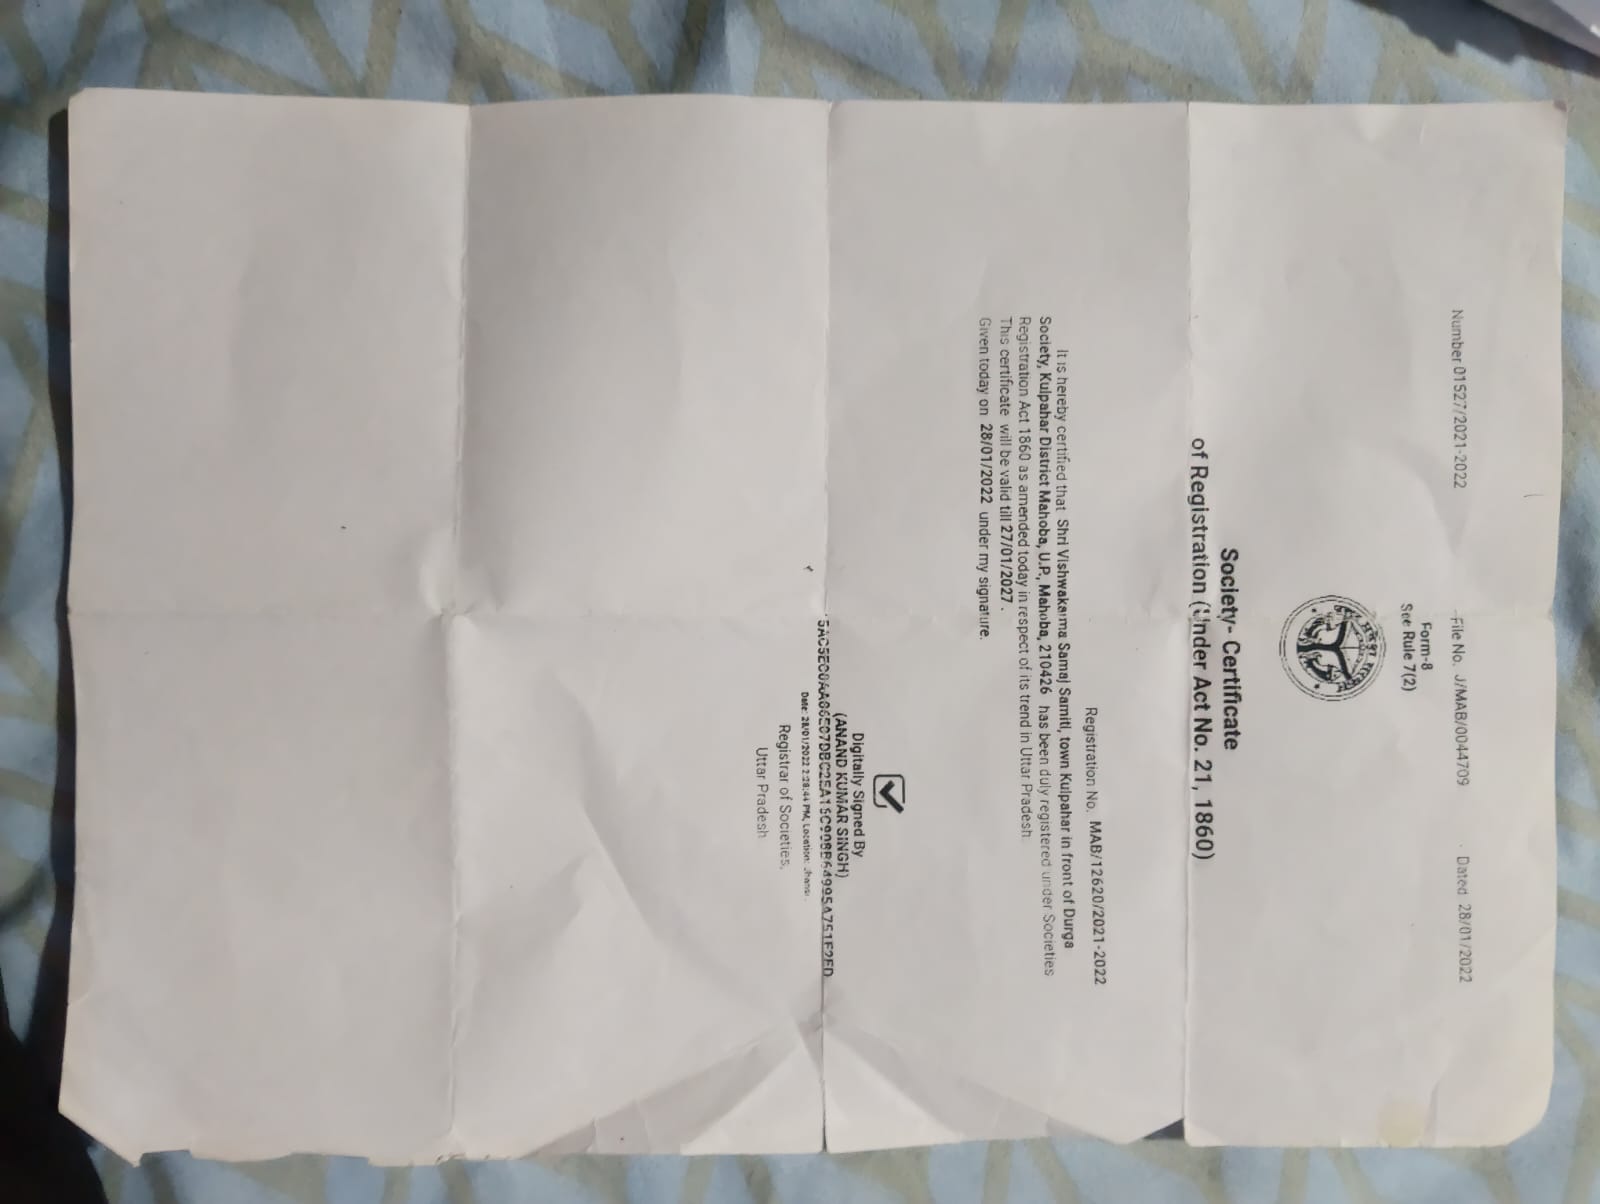 Number 01527/2021-2022 File No. J/MAB/0044709 Dated 28/01/2022
Form-8
See Rule 7(2)
उत्तर प्रदेश सरकार
Society- Certificate
of Registration (Under Act No. 21, 1860)
Registration No. MAB/12620/2021-2022
It is hereby certified that Shri Vishwakarma Samaj Samiti, town Kulpahar in front of Durga
Society, Kulpahar District Mahoba, U.P., Mahoba, 210426 has been duly registered under Societies
Registration Act 1860 as amended today in respect of its trend in Uttar Pradesh.
This certificate will be valid till 27/01/2027 .
Given today on 28/01/2022 under my signature.
Digitally Signed By
(ANAND KUMAR SINGH)
Date: 28/01/2022 2:28:44 PM, Location: Jhansi.
Registrar of Societies,
Uttar Pradesh